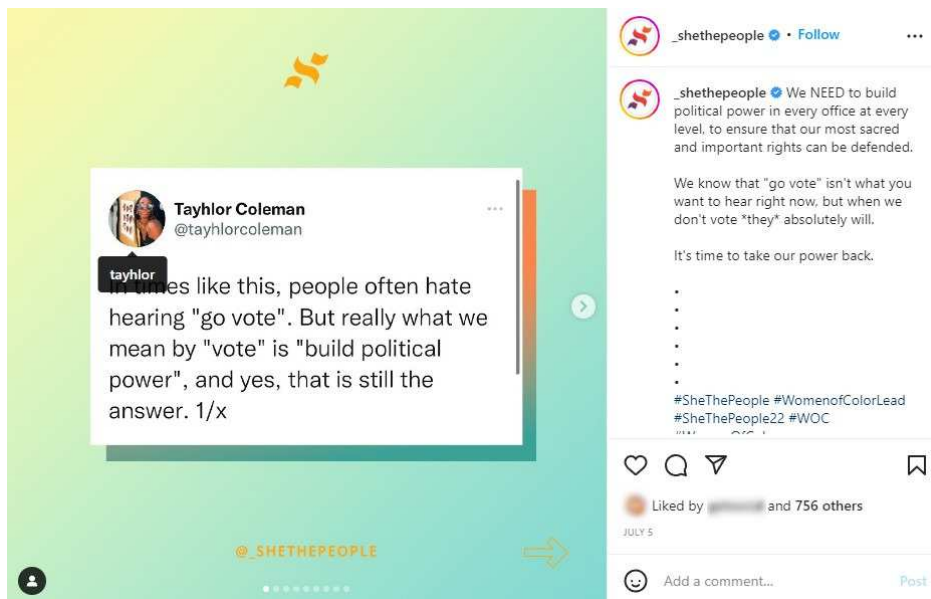 Tayhlor Coleman
@tayhlorcoleman
tayhlor
In times like this, people often hate
hearing "go vote". But really what we
mean by "vote" is "build political
power", and yes, that is still the
answer. 1/x
@_SHETHEPEOPLE
_shethepeople • Follow
_shethepeople We NEED to build
political power in every office at every
level, to ensure that our most sacred
and important rights can be defended.
We know that "go vote" isn't what you
want to hear right now, but when we
don't vote *they* absolutely will.
It's time to take our power back.
•
•
•
•
•
•
#SheThePeople #WomenofColorLead
#SheThePeople22 #WOC
Liked by and 756 others
JULY 5
Add a comment...
Post